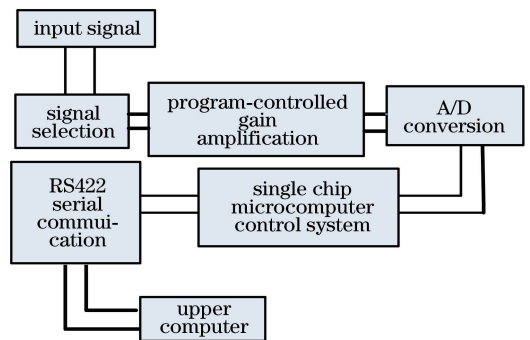 input signal
signal
selection
program-controlled
gain
amplification
A/D
conversion
RS422
serial
commui-
cation
single chip
microcomputer
control system
upper
computer